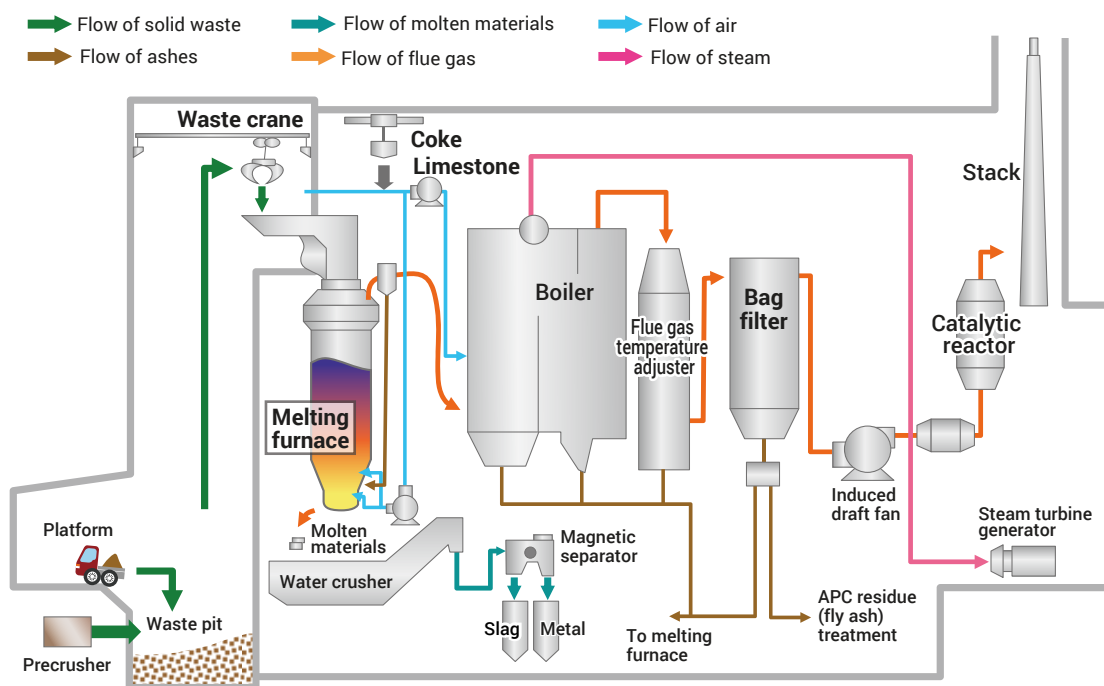 Flow of solid waste
Flow of molten materials
Flow of air
Flow of ashes
Flow of flue gas
Flow of steam
Waste crane
Coke
Limestone
Stack
Boiler
Bag
filter
Flue gas
temperature
adjuster
Catalytic
reactor
Melting
furnace
Induced
draft fan
Steam turbine
generator
Platform
Molten
materials
Magnetic
separator
Water crusher
Waste pit
Slag
Metal
To melting
furnace
APC residue
(fly ash)
treatment
Precrusher